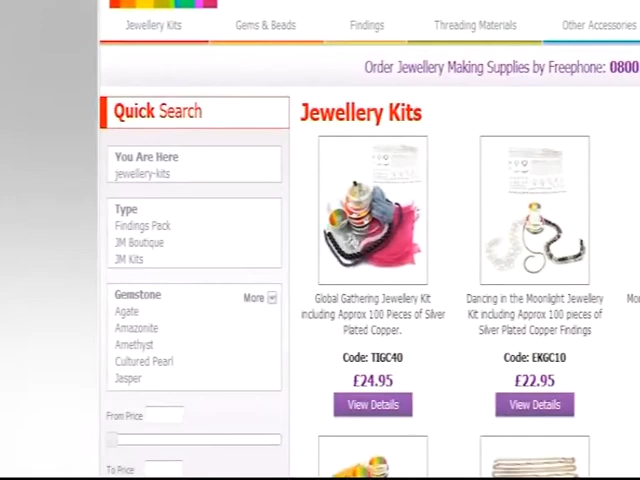 Jewellery Kits
Gems & Beads
Findings
Threading Materials
Other Accessories
Order Jewellery Making Supplies by Freephone: 0800
Quick Search
You Are Here
jewellery-kits
Type
Findings Pack
JM Boutique
JM Kits
Gemstone
More
Agate
Amazonite
Amethyst
Cultured Pearl
Jasper
From Price
To Price
Jewellery Kits
Global Gathering Jewellery Kit
including Approx 100 Pieces of Silver
Plated Copper.
Code: TIGC40
£24.95
View Details
Dancing in the Moonlight Jewellery
Kit including Approx 100 pieces of
Silver Plated Copper Findings
Code: EKGC10
£22.95
View Details